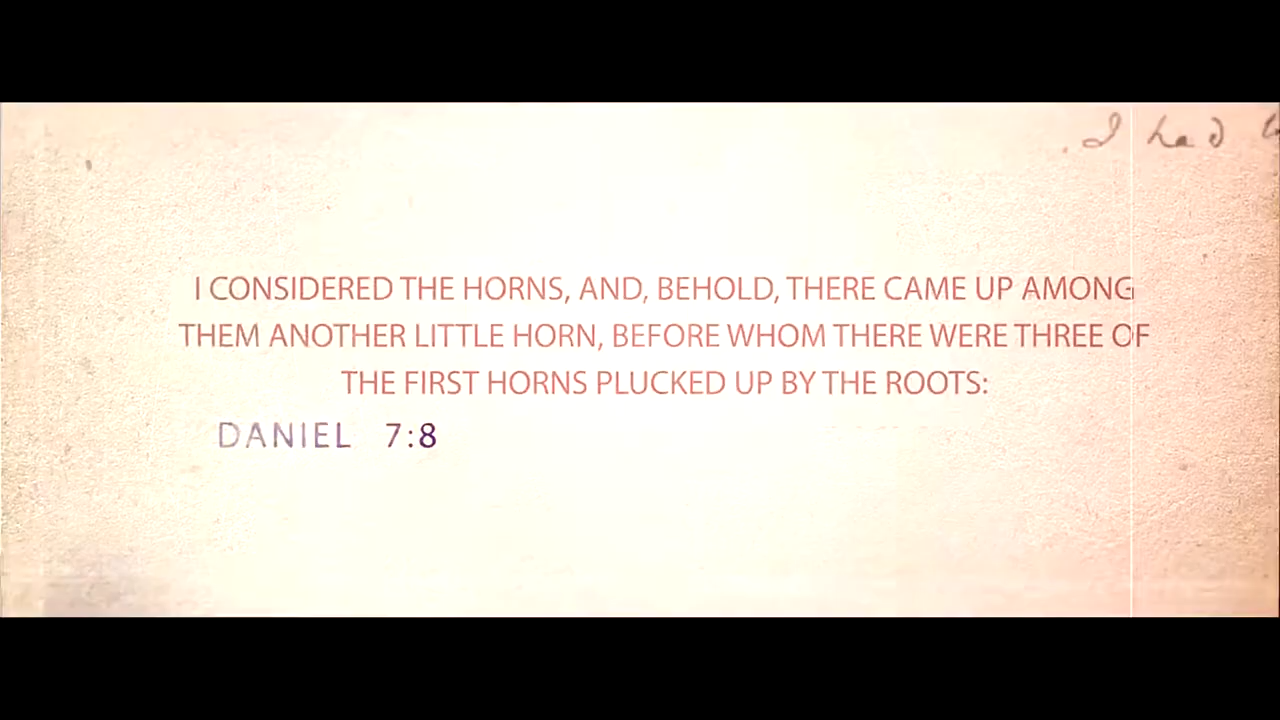 I had
I CONSIDERED THE HORNS, AND, BEHOLD, THERE CAME UP AMONG
THEM ANOTHER LITTLE HORN, BEFORE WHOM THERE WERE THREE OF
THE FIRST HORNS PLUCKED UP BY THE ROOTS:
DANIEL 7:8